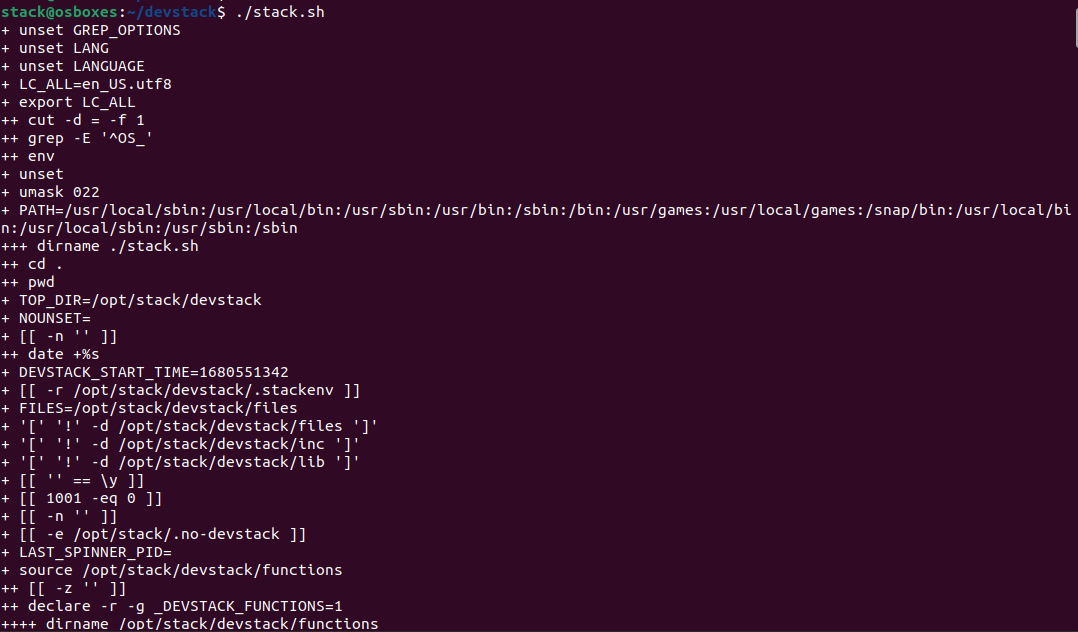 stack@osboxes:~/devstack$ ./stack.sh
+ unset GREP_OPTIONS
+ unset LANG
+ unset LANGUAGE
+ LC_ALL=en_US.utf8
+ export LC_ALL
++ cut -d = -f 1
++ grep -E '^OS_'
++ env
+ unset
+ umask 022
+ PATH=/usr/local/sbin:/usr/local/bin:/usr/sbin:/usr/bin:/sbin:/bin:/usr/games:/usr/local/games:/snap/bin:/usr/local/bi
n:/usr/local/sbin:/usr/sbin:/sbin
+++ dirname ./stack.sh
++ cd .
++ pwd
+ TOP_DIR=/opt/stack/devstack
+ NOUNSET=
+ [[ -n '' ]]
++ date +%s
+ DEVSTACK_START_TIME=1680551342
+ [[ -r /opt/stack/devstack/.stackenv ]]
+ FILES=/opt/stack/devstack/files
+ '[' '!' -d /opt/stack/devstack/files ']'
+ '[' '!' -d /opt/stack/devstack/inc ']'
+ '[' '!' -d /opt/stack/devstack/lib ']'
+ [[ '' == \y ]]
+ [[ 1001 -eq 0 ]]
+ [[ -n '' ]]
+ [[ -e /opt/stack/.no-devstack ]]
+ LAST_SPINNER_PID=
+ source /opt/stack/devstack/functions
++ [[ -z '' ]]
++ declare -r -g _DEVSTACK_FUNCTIONS=1
++++ dirname /opt/stack/devstack/functions